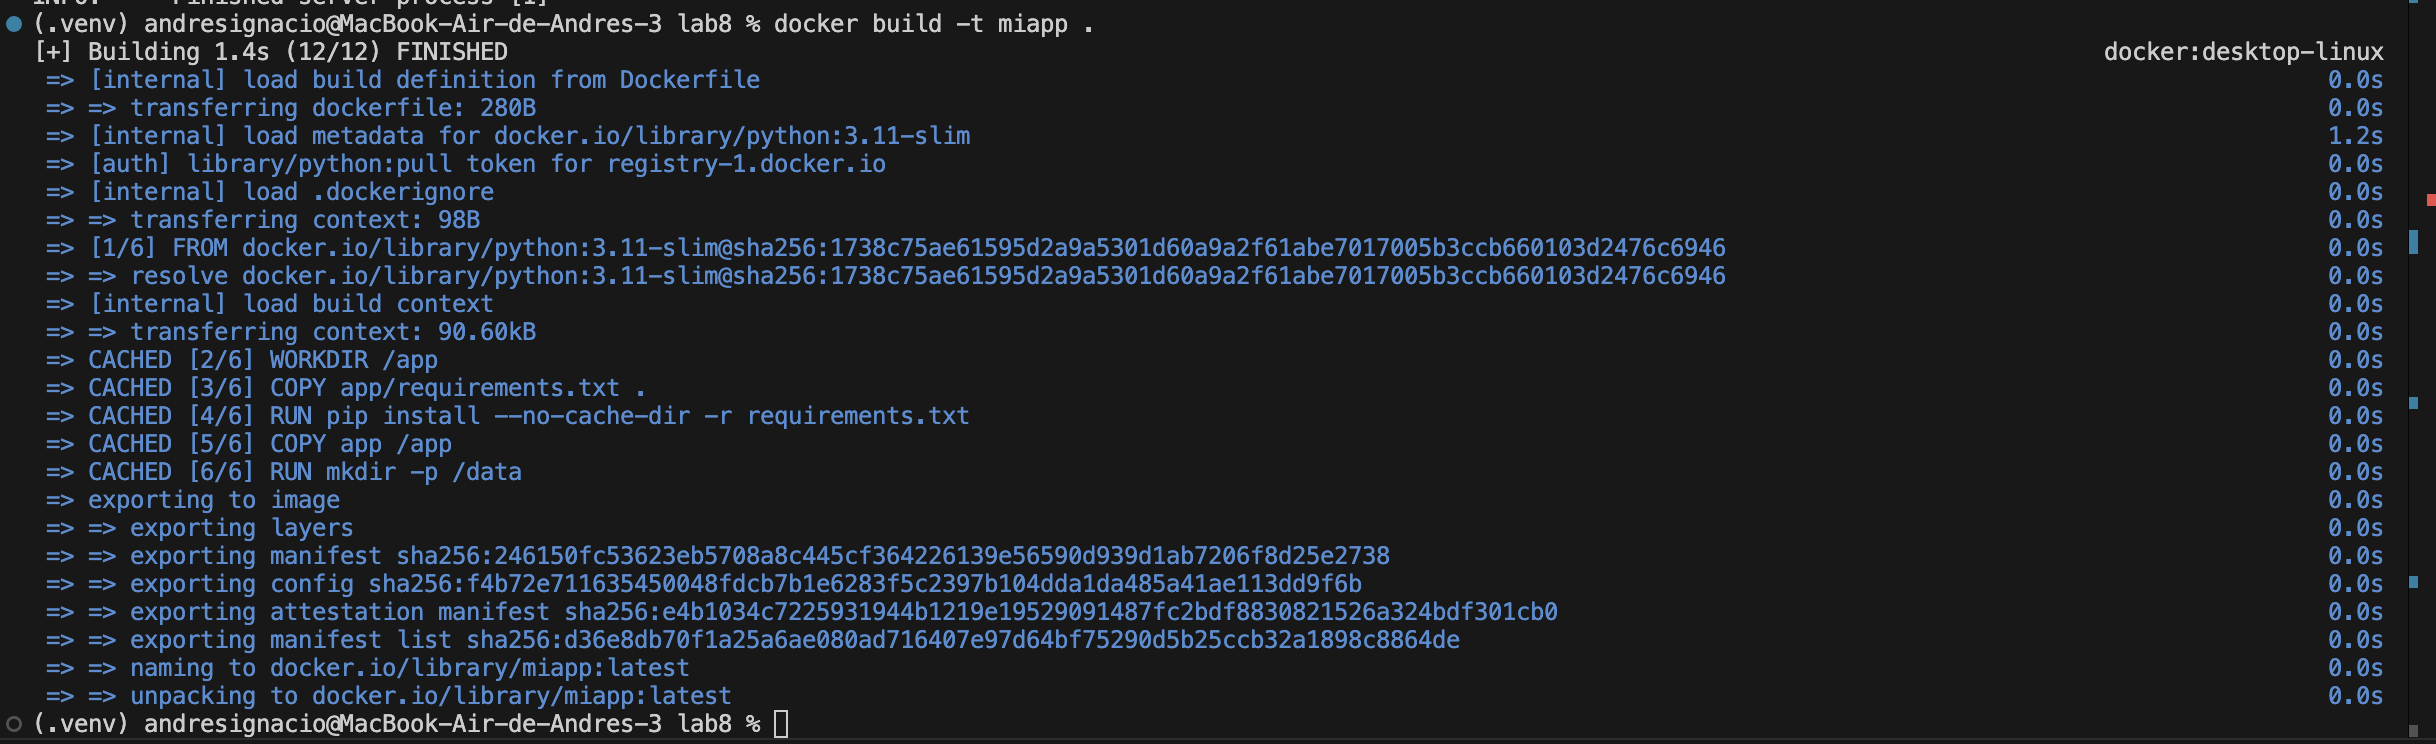 INFO: Finished server process [1]
(.venv) andresignacio@MacBook-Air-de-Andres-3 lab8 % docker build -t miapp .
[+] Building 1.4s (12/12) FINISHED docker:desktop-linux
=> [internal] load build definition from Dockerfile 0.0s
=> => transferring dockerfile: 280B 0.0s
=> [internal] load metadata for docker.io/library/python:3.11-slim 1.2s
=> [auth] library/python:pull token for registry-1.docker.io 0.0s
=> [internal] load .dockerignore 0.0s
=> => transferring context: 98B 0.0s
=> [1/6] FROM docker.io/library/python:3.11-slim@sha256:1738c75ae61595d2a9a5301d60a9a2f61abe7017005b3ccb660103d2476c6946 0.0s
=> => resolve docker.io/library/python:3.11-slim@sha256:1738c75ae61595d2a9a5301d60a9a2f61abe7017005b3ccb660103d2476c6946 0.0s
=> [internal] load build context 0.0s
=> => transferring context: 90.60kB 0.0s
=> CACHED [2/6] WORKDIR /app 0.0s
=> CACHED [3/6] COPY app/requirements.txt . 0.0s
=> CACHED [4/6] RUN pip install --no-cache-dir -r requirements.txt 0.0s
=> CACHED [5/6] COPY app /app 0.0s
=> CACHED [6/6] RUN mkdir -p /data 0.0s
=> exporting to image 0.0s
=> => exporting layers 0.0s
=> => exporting manifest sha256:246150fc53623eb5708a8c445cf364226139e56590d939d1ab7206f8d25e2738 0.0s
=> => exporting config sha256:f4b72e711635450048fdcb7b1e6283f5c2397b104dda1da485a41ae113dd9f6b 0.0s
=> => exporting attestation manifest sha256:e4b1034c7225931944b1219e19529091487fc2bdf8830821526a324bdf301cb0 0.0s
=> => exporting manifest list sha256:d36e8db70f1a25a6ae080ad716407e97d64bf75290d5b25ccb32a1898c8864de 0.0s
=> => naming to docker.io/library/miapp:latest 0.0s
=> => unpacking to docker.io/library/miapp:latest 0.0s
(.venv) andresignacio@MacBook-Air-de-Andres-3 lab8 %